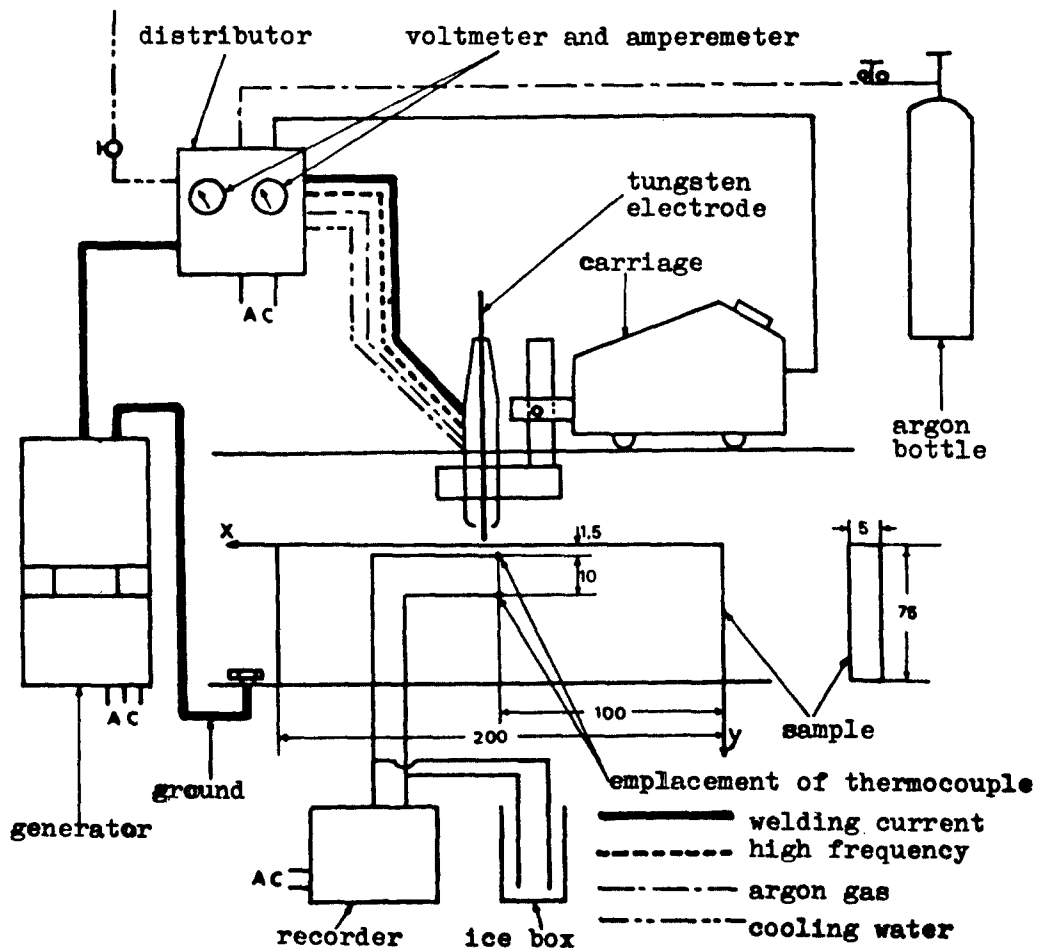 distributor
voltmeter and amperemeter
tungsten
electrode
carriage
A C
argon
bottle
X
1.5
5
10
75
A C
100
200
y
sample
ground
emplacement of thermocouple
generator
welding current
high frequency
A C
argon gas
cooling water
recorder
ice box